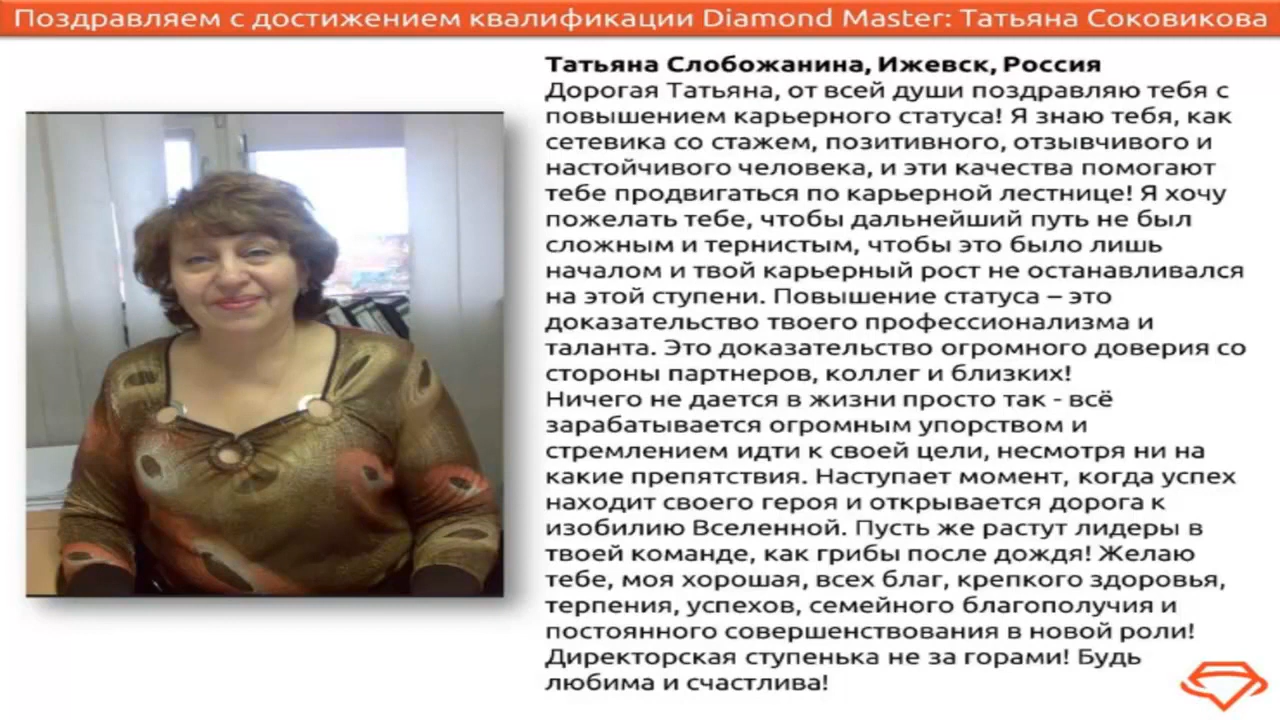 Поздравляем с достижением квалификации Diamond Master: Татьяна Соковикова
Татьяна Слобожанина, Ижевск, Россия
Дорогая Татьяна, от всей души поздравляю тебя с
повышением карьерного статуса! Я знаю тебя, как
сетевика со стажем, позитивного, отзывчивого и
настойчивого человека, и эти качества помогают
тебе продвигаться по карьерной лестнице! Я хочу
пожелать тебе, чтобы дальнейший путь не был
сложным и тернистым, чтобы это было лишь
началом и твой карьерный рост не останавливался
на этой ступени. Повышение статуса – это
доказательство твоего профессионализма и
таланта. Это доказательство огромного доверия со
стороны партнеров, коллег и близких!
Ничего не дается в жизни просто так - всё
зарабатывается огромным упорством и
стремлением идти к своей цели, несмотря ни на
какие препятствия. Наступает момент, когда успех
находит своего героя и открывается дорога к
изобилию Вселенной. Пусть же растут лидеры в
твоей команде, как грибы после дождя! Желаю
тебе, моя хорошая, всех благ, крепкого здоровья,
терпения, успехов, семейного благополучия и
постоянного совершенствования в новой роли!
Директорская ступенька не за горами! Будь
любима и счастлива!